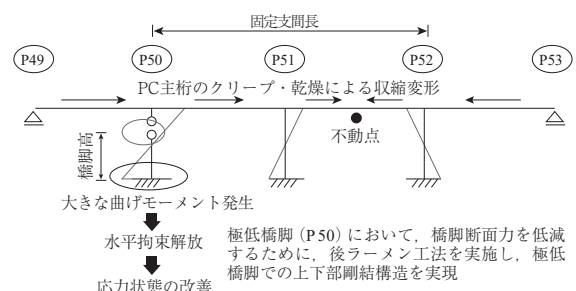 固定支間長
P49
P50
P51
P52
P53
PC主桁のクリープ・乾燥による収縮変形
不動点
橋脚高
大きな曲げモーメント発生
水平拘束解放
応力状態の改善
極低橋脚（P50）において，橋脚断面力を低減
するために，後ラーメン工法を実施し，極低
橋脚での上下部剛結構造を実現